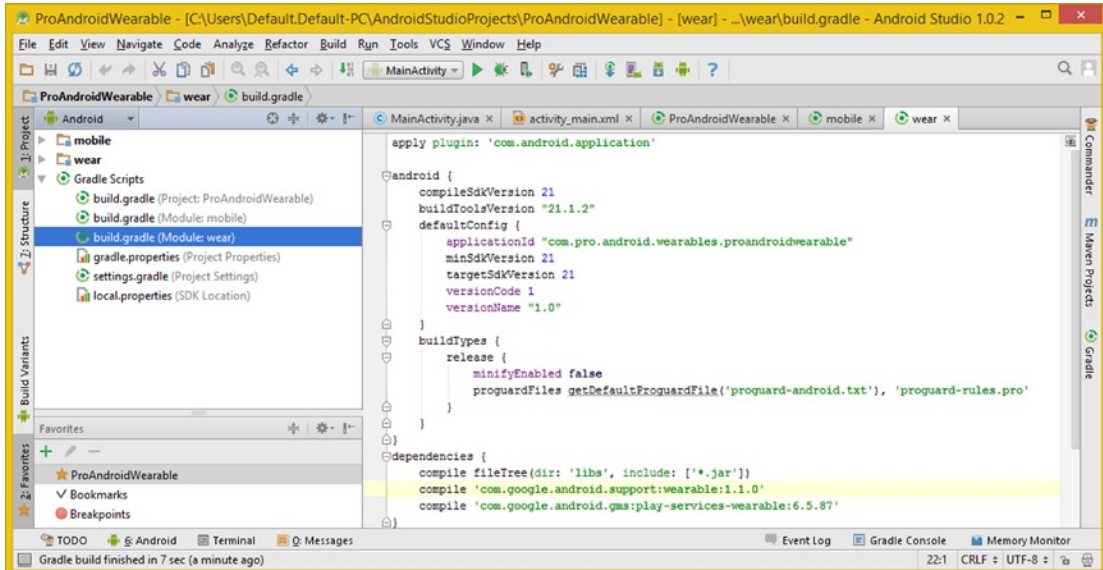 ProAndroidWearable - [C:\Users\Default.Default-PC\AndroidStudioProjects\ProAndroidWearable] - [wear] - ...\wear\build.gradle - Android Studio 1.0.2
File Edit View Navigate Code Analyze Refactor Build Run Tools VCS Window Help
MainActivity
ProAndroidWearable wear build.gradle
1: Project
Z: Structure
Build Variants
2: Favorites
Android
mobile
wear
Gradle Scripts
build.gradle (Project: ProAndroidWearable)
build.gradle (Module: mobile)
build.gradle (Module: wear)
gradle.properties (Project Properties)
settings.gradle (Project Settings)
local.properties (SDK Location)
Favorites
ProAndroidWearable
Bookmarks
Breakpoints
MainActivity.java activity_main.xml ProAndroidWearable mobile wear
apply plugin: 'com.android.application'
android {
compileSdkVersion 21
buildToolsVersion "21.1.2"
defaultConfig {
applicationId "com.pro.android.wearables.proandroidwearable"
minSdkVersion 21
targetSdkVersion 21
versionCode 1
versionName "1.0"
}
buildTypes {
release {
minifyEnabled false
proguardFiles getDefaultProguardFile('proguard-android.txt'), 'proguard-rules.pro'
}
}
}
dependencies {
compile fileTree(dir: 'libs', include: ['*.jar'])
compile 'com.google.android.support:wearable:1.1.0'
compile 'com.google.android.gms:play-services-wearable:6.5.87'
}
Commander
m Maven Projects
Gradle
TODO 6: Android Terminal 0: Messages Event Log Gradle Console Memory Monitor
Gradle build finished in 7 sec (a minute ago) 22:1 CRLF UTF-8